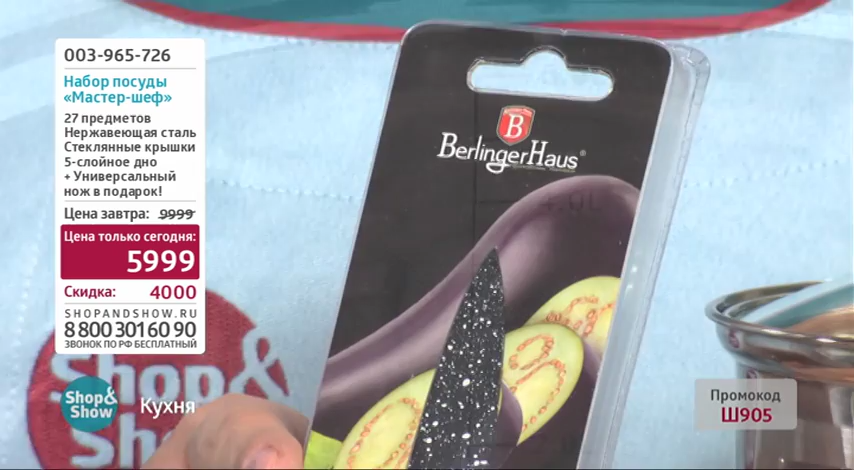 003-965-726
Набор посуды
«Мастер-шеф»
27 предметов
Нержавеющая сталь
Стеклянные крышки
5-слойное дно
+ Универсальный
нож в подарок!
Цена завтра: 9999
Цена только сегодня:
5999
Скидка: 4000
SHOPANDSHOW.RU
8 800 301 60 90
ЗВОНОК ПО РФ БЕСПЛАТНЫЙ
B
BerlingerHaus®
Shop&
Sh
Shop&
Show
Кухня
Промокод
Ш905